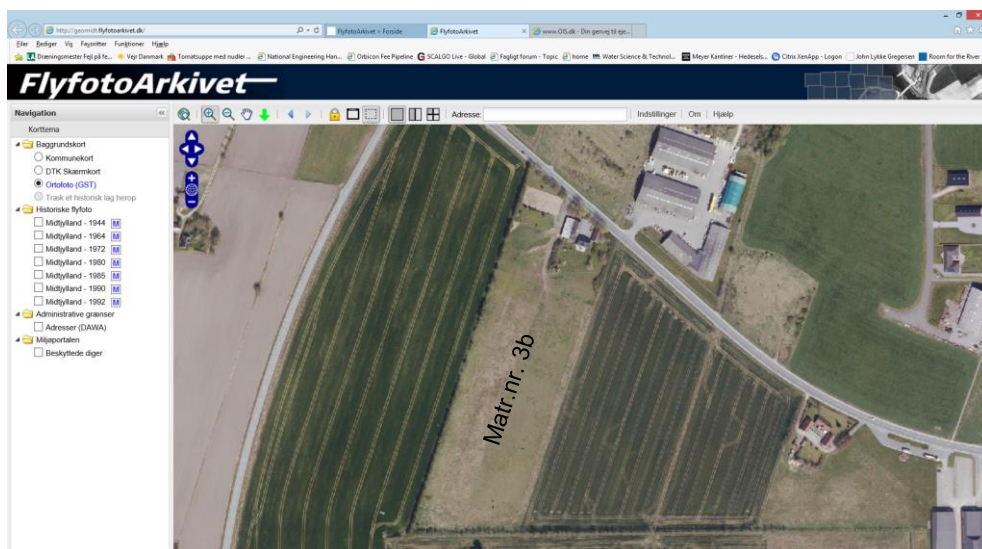 http://geomidt.flyfotoarkivet.dk/
FlyfotoArkivet > Forside
FlyfotoArkivet
www.OIS.dk - Din genvej til eje...
Filer Rediger Vis Favoritter Funktioner Hjælp
Dræningsmester Fejl på fe... Vejr Danmark Tomatsuppe med nudler ... National Engineering Han... Orbicon Fee Pipeline SCALGO Live - Global Fagligt forum - Topic home Water Science & Technol... Meyer Kantiner - Hedesels... Citrix XenApp - Logon John Lykke Gregersen Room for the River
FlyfotoArkivet
Navigation
Adresse:
Indstillinger | Om | Hjælp
Korttema
Baggrundskort
Kommunekort
DTK Skærmkort
Ortofoto (GST)
Træk et historisk lag herop
Historiske flyfoto
Midtjylland - 1944 M
Midtjylland - 1964 M
Midtjylland - 1972 M
Midtjylland - 1980 M
Midtjylland - 1985 M
Midtjylland - 1990 M
Midtjylland - 1992 M
Administrative grænser
Adresser (DAWA)
Miljøportalen
Beskyttede diger
Matr.nr. 3b